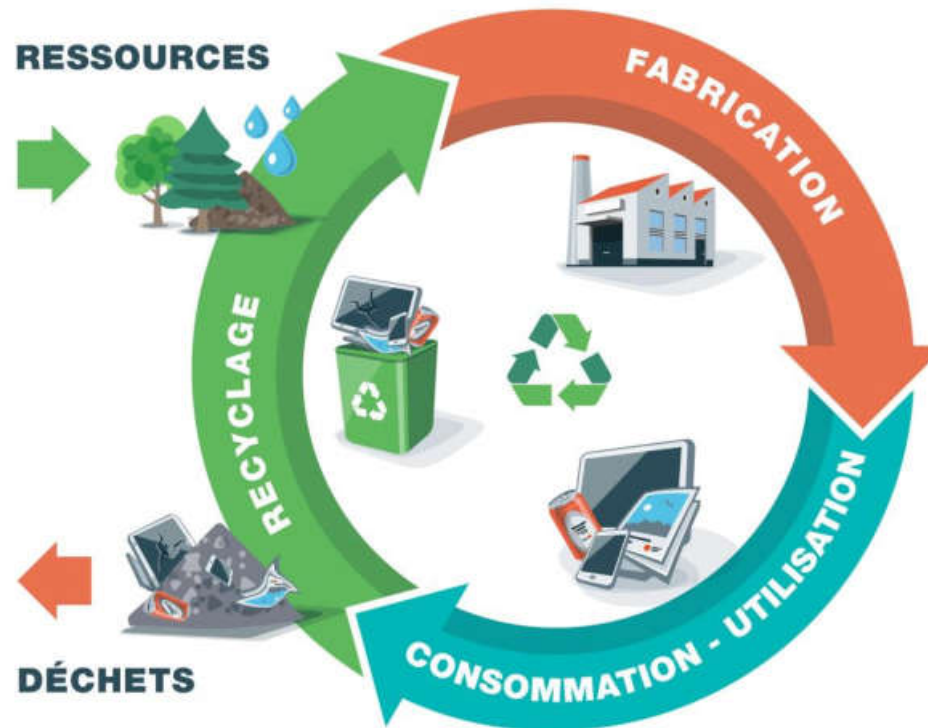 RESSOURCES
FABRICATION
RECYCLAGE
CONSOMMATION - UTILISATION
DÉCHETS